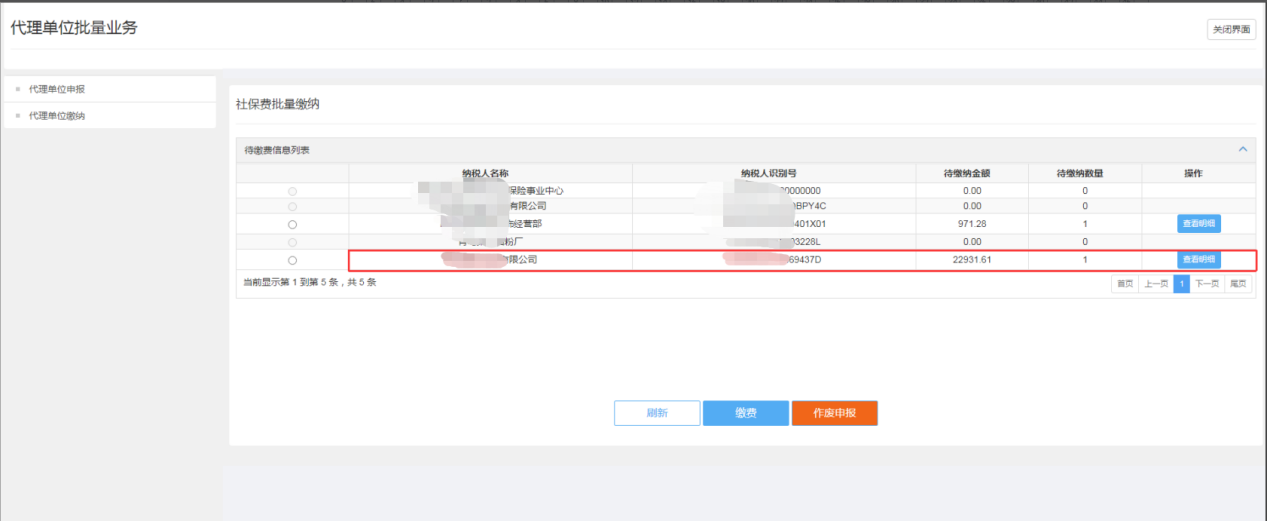 代理单位批量业务
关闭界面
代理单位申报
代理单位缴纳
社保费批量缴纳
待缴费信息列表
纳税人名称 纳税人识别号 待缴纳金额 待缴纳数量 操作
保险事业中心 0000000 0.00 0
有限公司 BPY4C 0.00 0
经营部 401X01 971.28 1 查看明细
粉厂 03228L 0.00 0
有限公司 69437D 22931.61 1 查看明细
当前显示第 1 到第 5 条，共 5 条
首页 上一页 1 下一页 尾页
刷新 缴费 作废申报